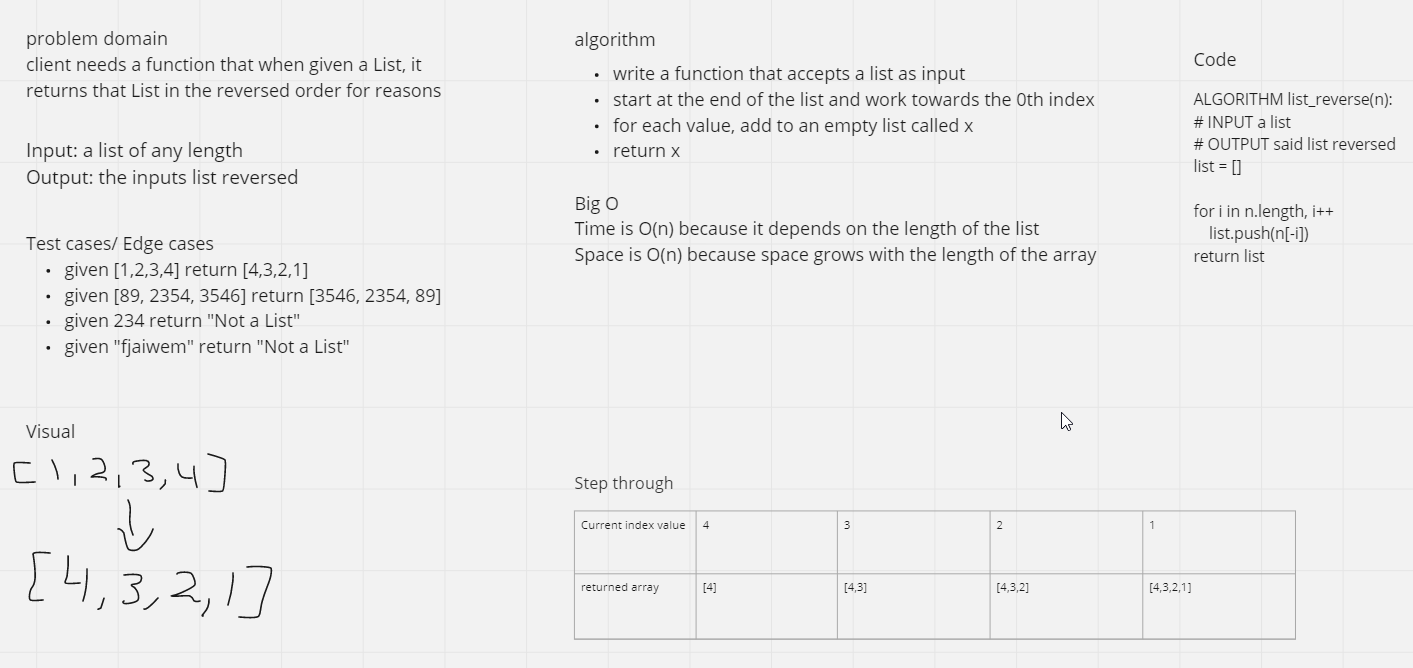 problem domain
client needs a function that when given a List, it
returns that List in the reversed order for reasons
Input: a list of any length
Output: the inputs list reversed
Test cases/ Edge cases
• given [1,2,3,4] return [4,3,2,1]
• given [89, 2354, 3546] return [3546, 2354, 89]
• given 234 return "Not a List"
• given "fjaiwem" return "Not a List"
Visual
[1,2,3,4]
[4,3,2,1]
algorithm
• write a function that accepts a list as input
• start at the end of the list and work towards the 0th index
• for each value, add to an empty list called x
• return x
Big O
Time is O(n) because it depends on the length of the list
Space is O(n) because space grows with the length of the array
Step through
Current index value 4 3 2 1
returned array [4] [4,3] [4,3,2] [4,3,2,1]
Code
ALGORITHM list_reverse(n):
# INPUT a list
# OUTPUT said list reversed
list = []
for i in n.length, i++
list.push(n[-i])
return list